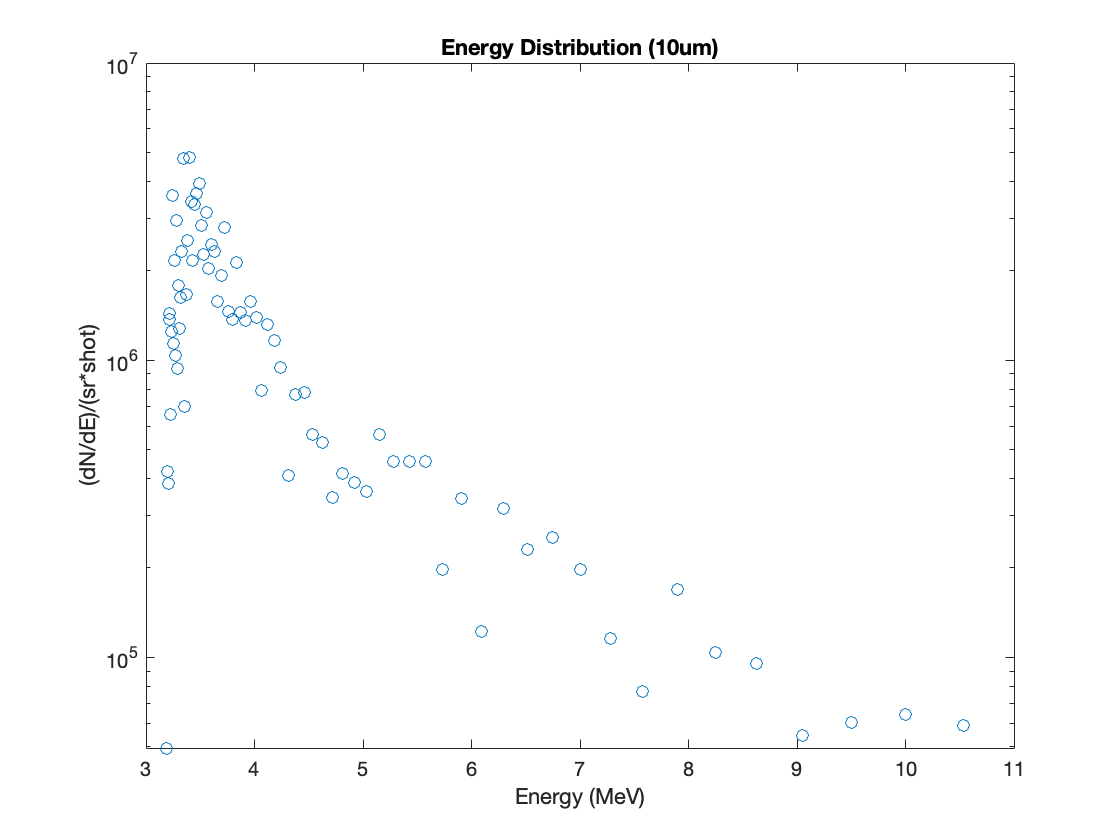 Energy Distribution (10um)
10^7
10^6
10^5
(dN/dE)/(sr*shot)
3 4 5 6 7 8 9 10 11
Energy (MeV)